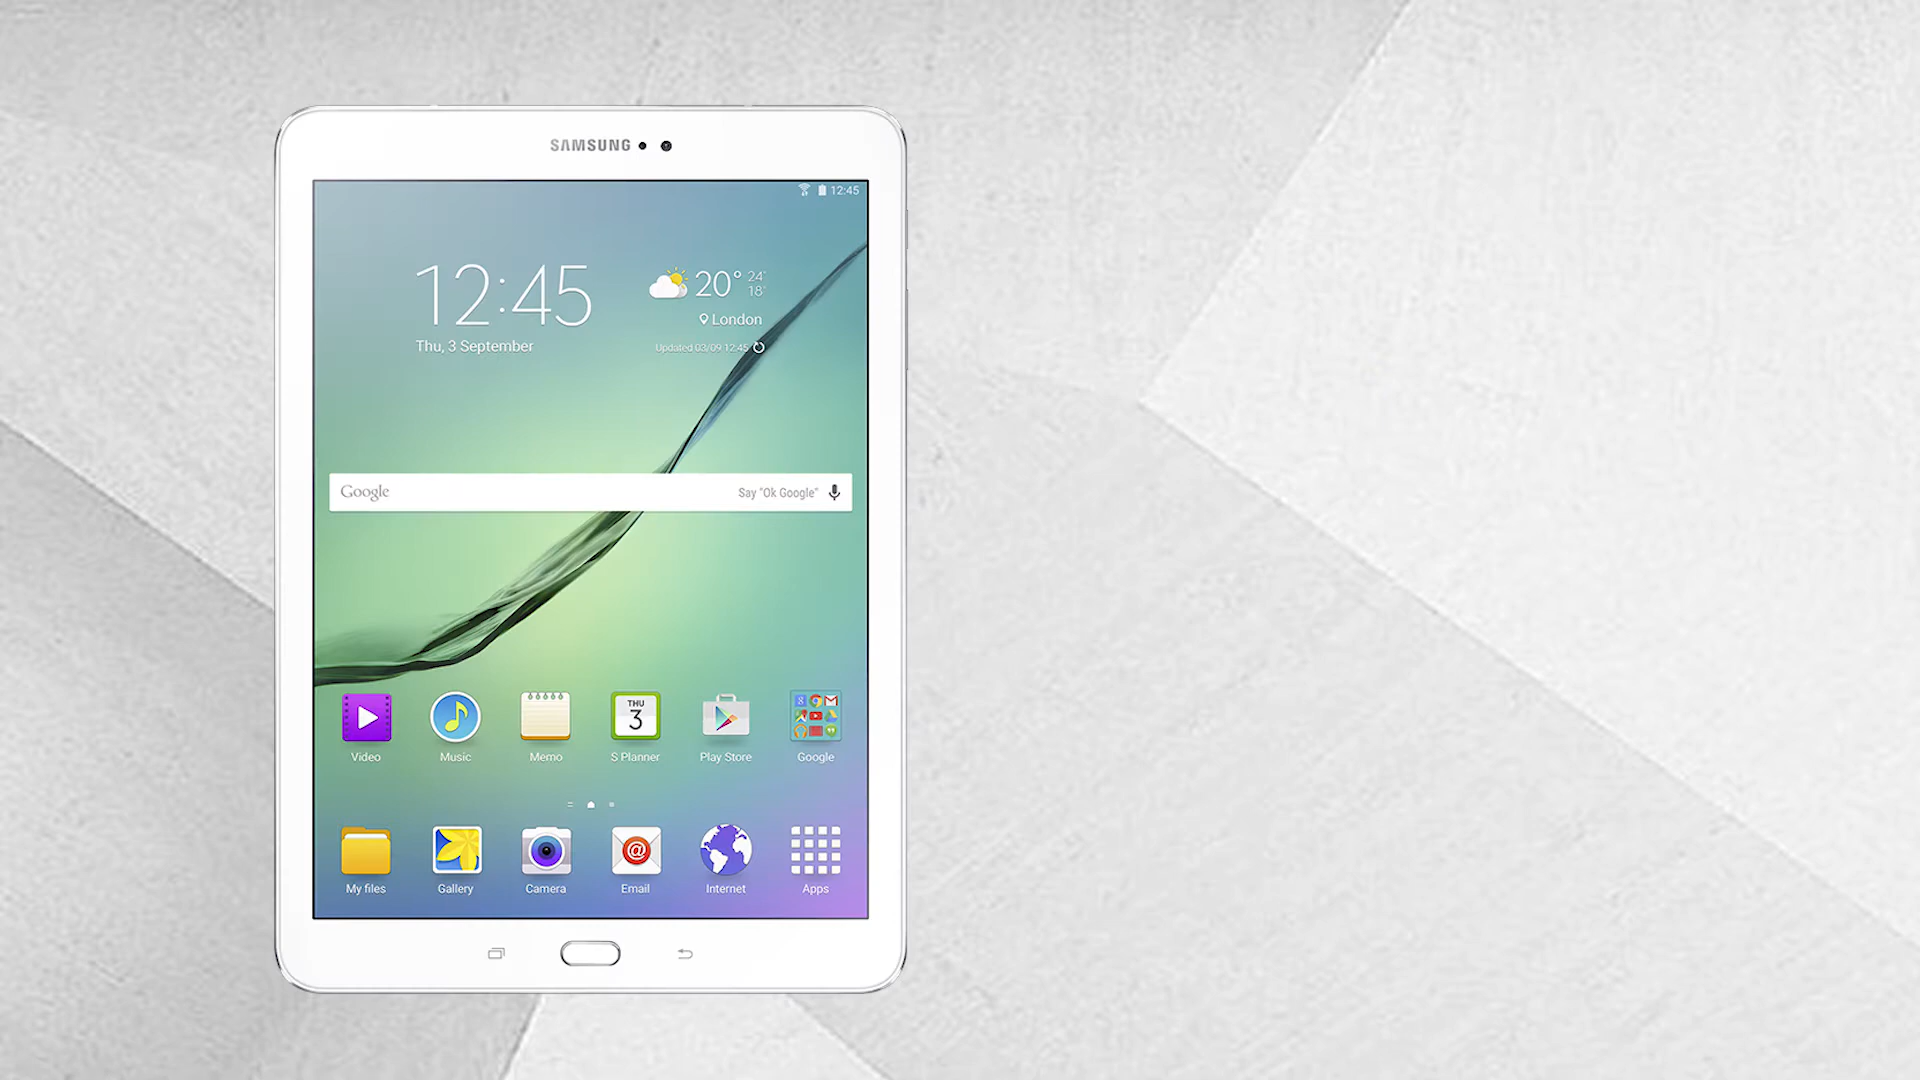 SAMSUNG
12:45
12:45
20° 24°
18°
London
Thu, 3 September
Updated 03/09 12:45
Google
Say "Ok Google"
THU
3
Video
Music
Memo
S Planner
Play Store
Google
My files
Gallery
Camera
Email
Internet
Apps